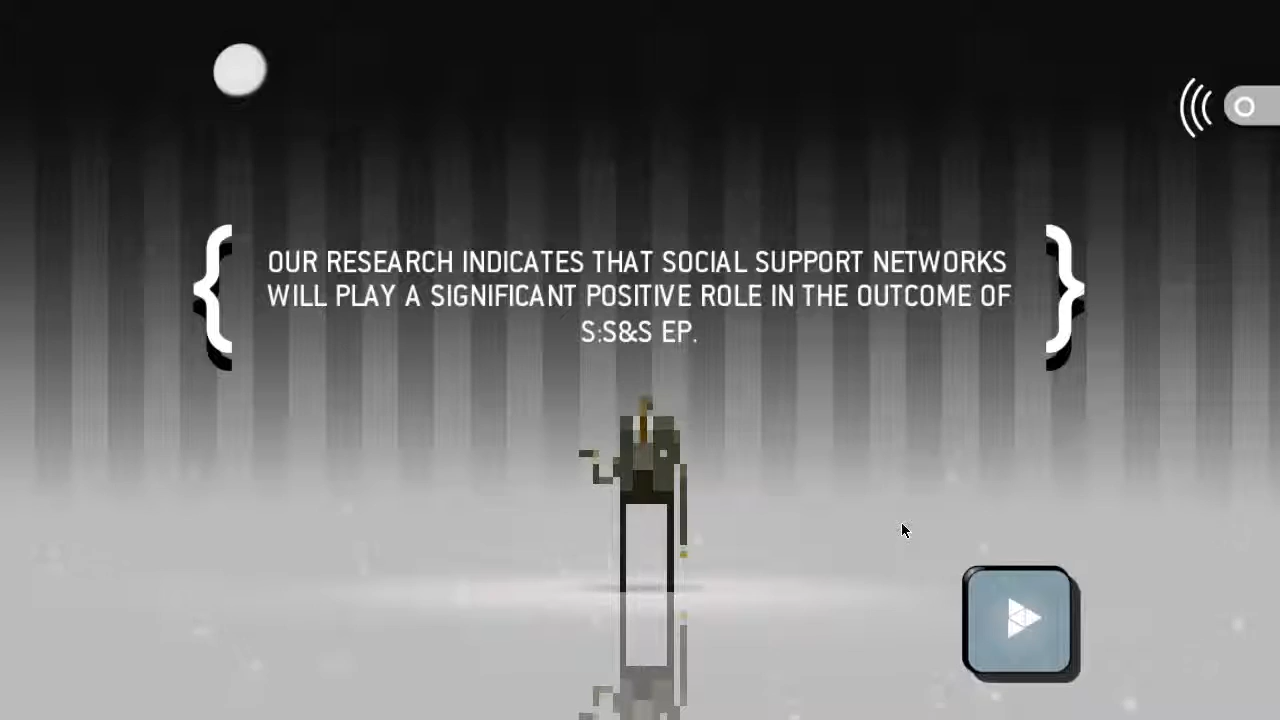 OUR RESEARCH INDICATES THAT SOCIAL SUPPORT NETWORKS
WILL PLAY A SIGNIFICANT POSITIVE ROLE IN THE OUTCOME OF
S:S&S EP.